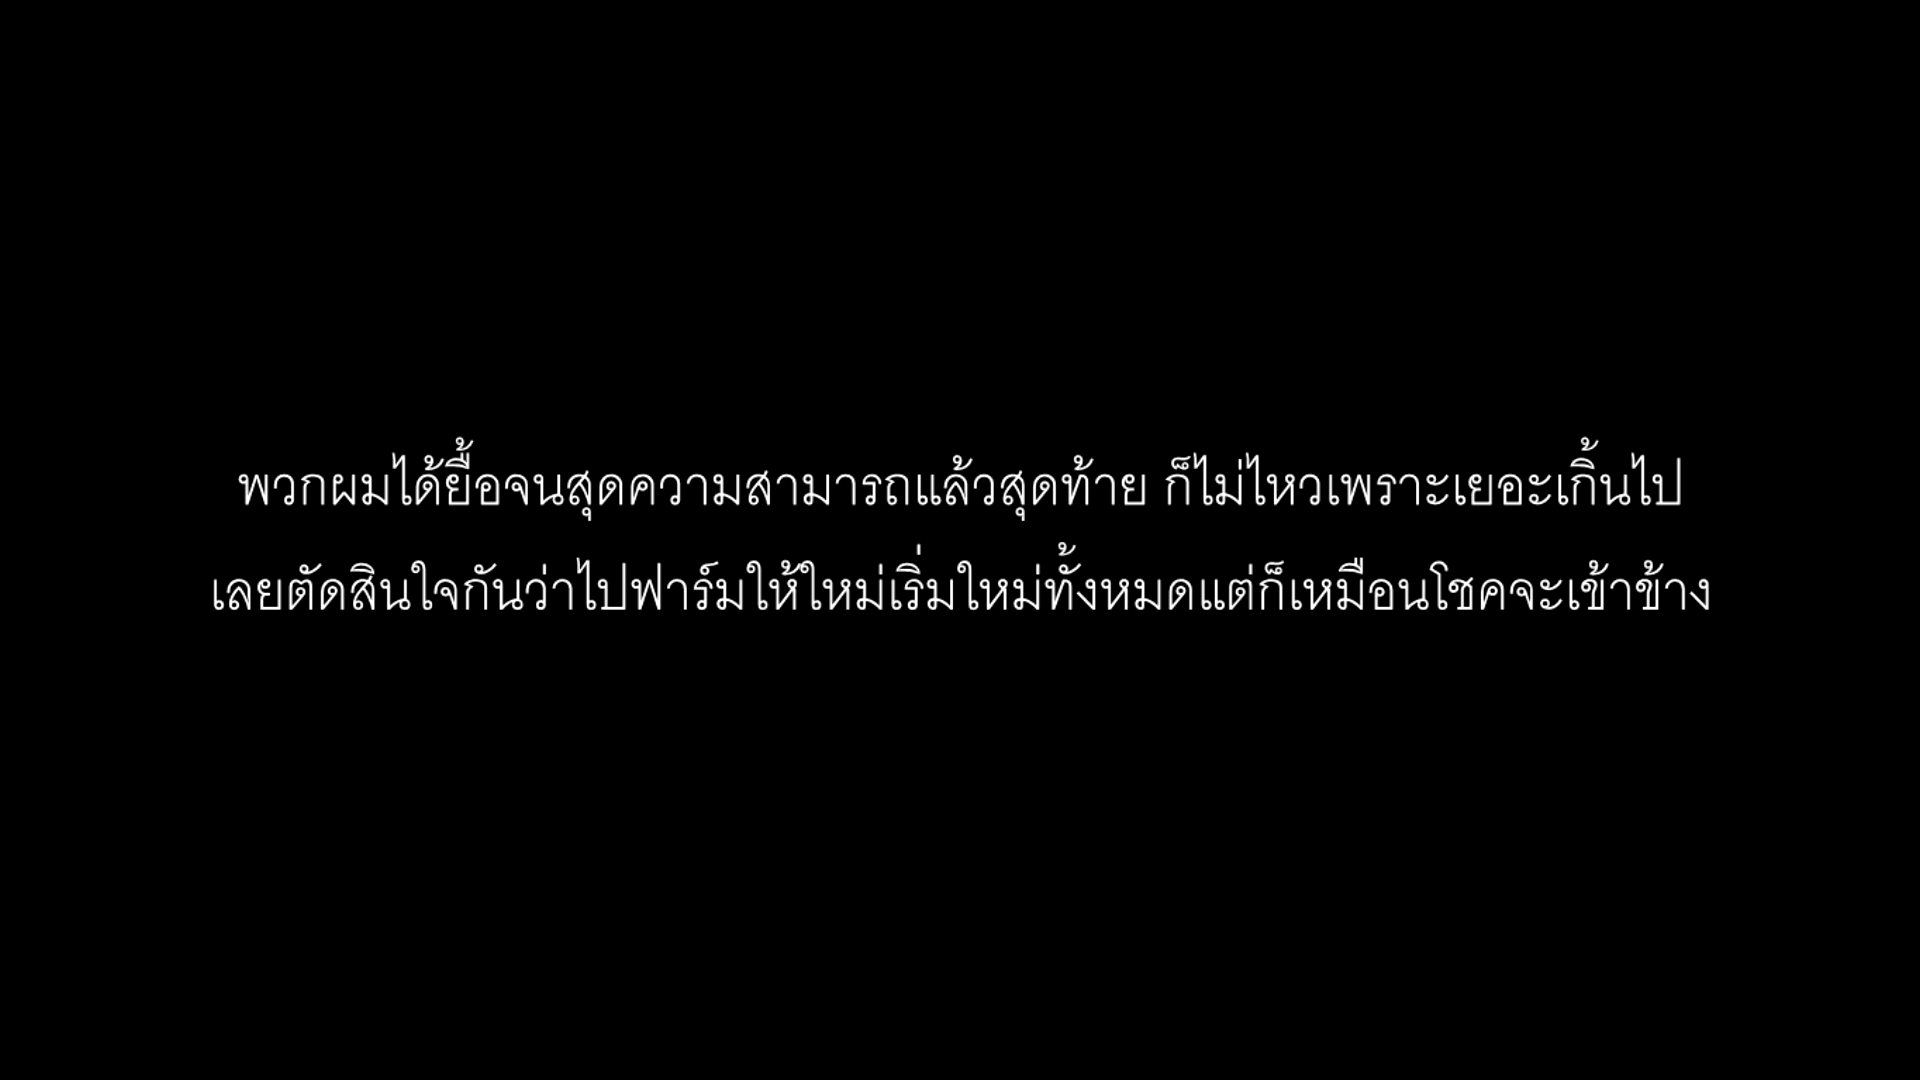 พวกผมได้ยื้อจนสุดความสามารถแล้วสุดท้าย ก็ไม่ไหวเพราะเยอะเกิ้นไป
เลยตัดสินใจกันว่าไปฟาร์มให้ใหม่เริ่มใหม่ทั้งหมดแต่ก็เหมือนโชคจะเข้าข้าง